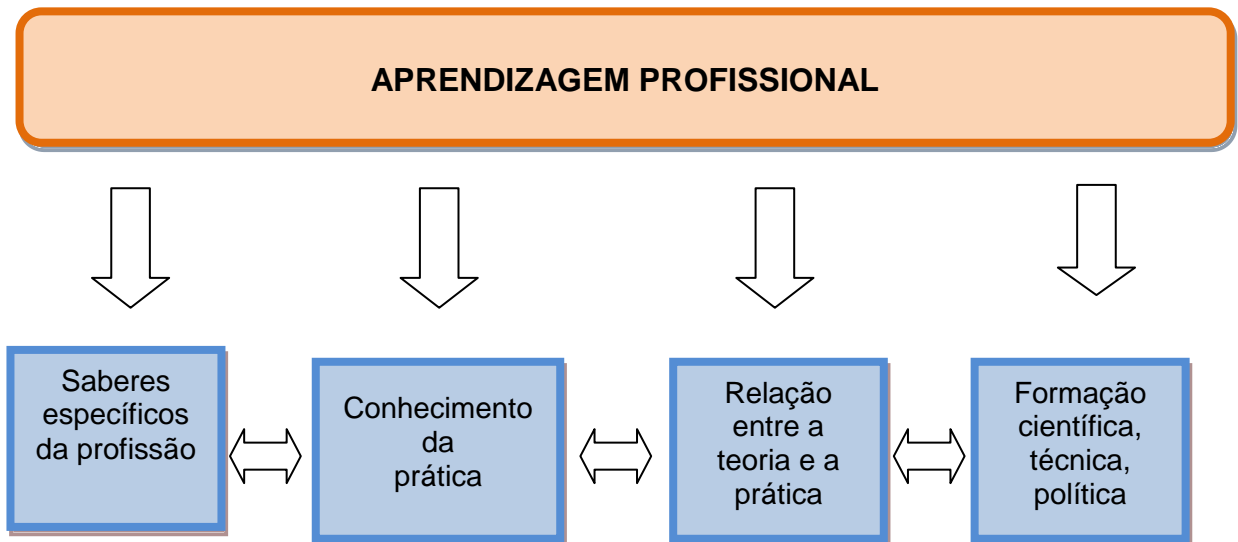 APRENDIZAGEM PROFISSIONAL
Saberes
específicos
da profissão
Conhecimento
da
prática
Relação
entre a
teoria e a
prática
Formação
científica,
técnica,
política